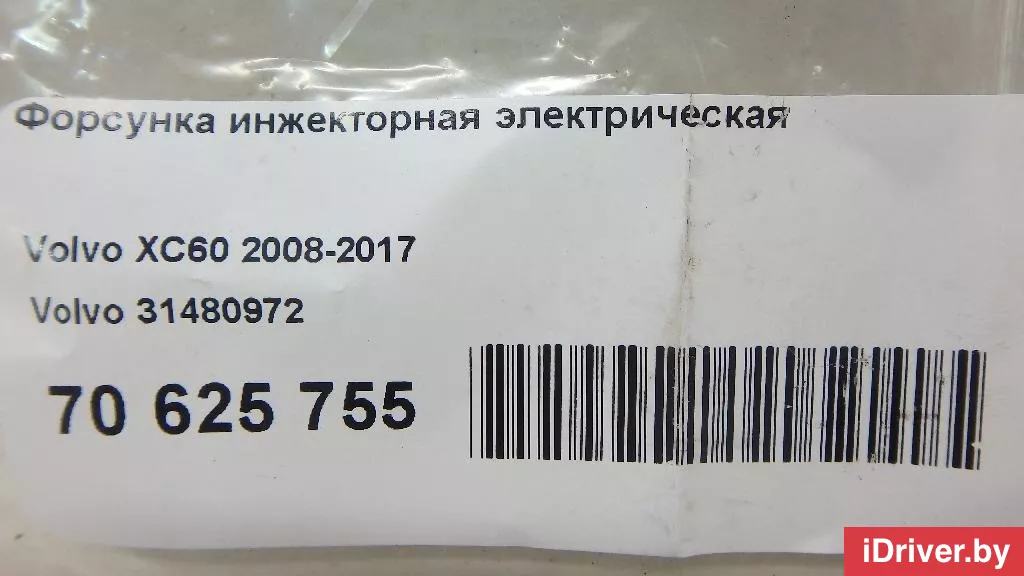 Форсунка инжекторная электрическая
Volvo XC60 2008-2017
Volvo 31480972
70 625 755
iDriver.by